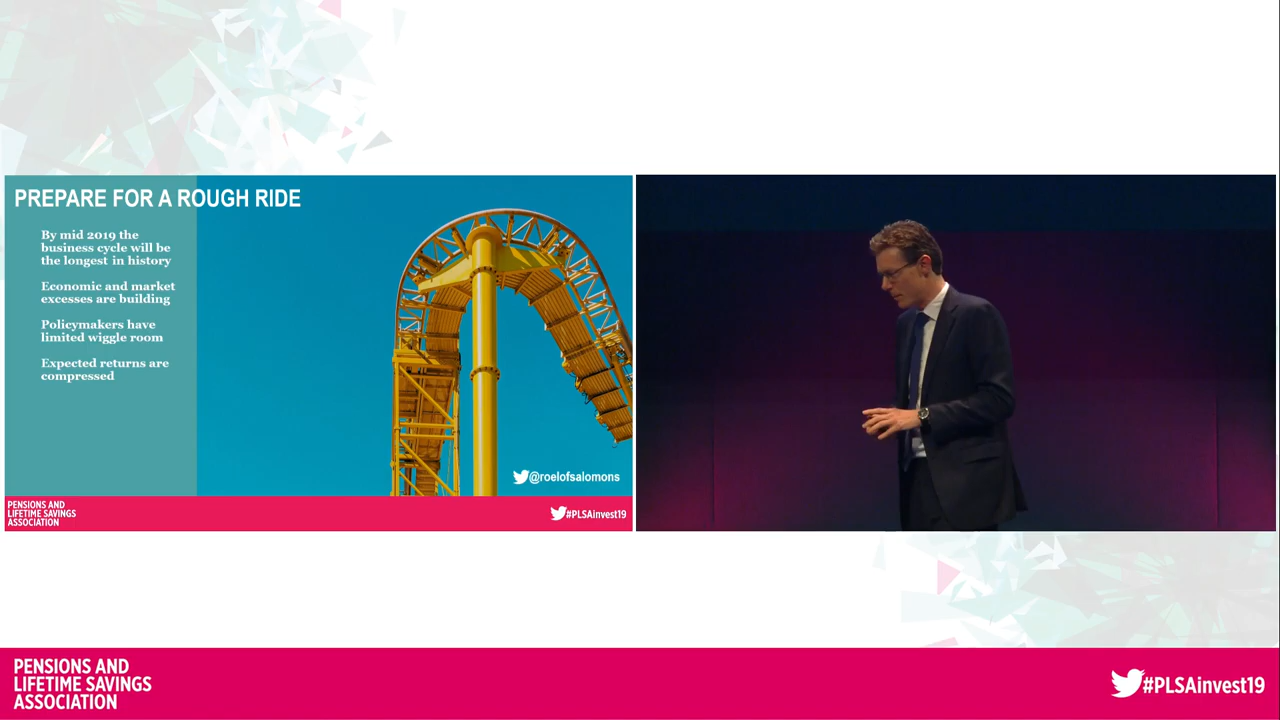 PREPARE FOR A ROUGH RIDE
By mid 2019 the
business cycle will be
the longest in history
Economic and market
excesses are building
Policymakers have
limited wiggle room
Expected returns are
compressed
@roelofsalomons
PENSIONS AND
LIFETIME SAVINGS
ASSOCIATION
#PLSAinvest19
PENSIONS AND
LIFETIME SAVINGS
ASSOCIATION
#PLSAinvest19